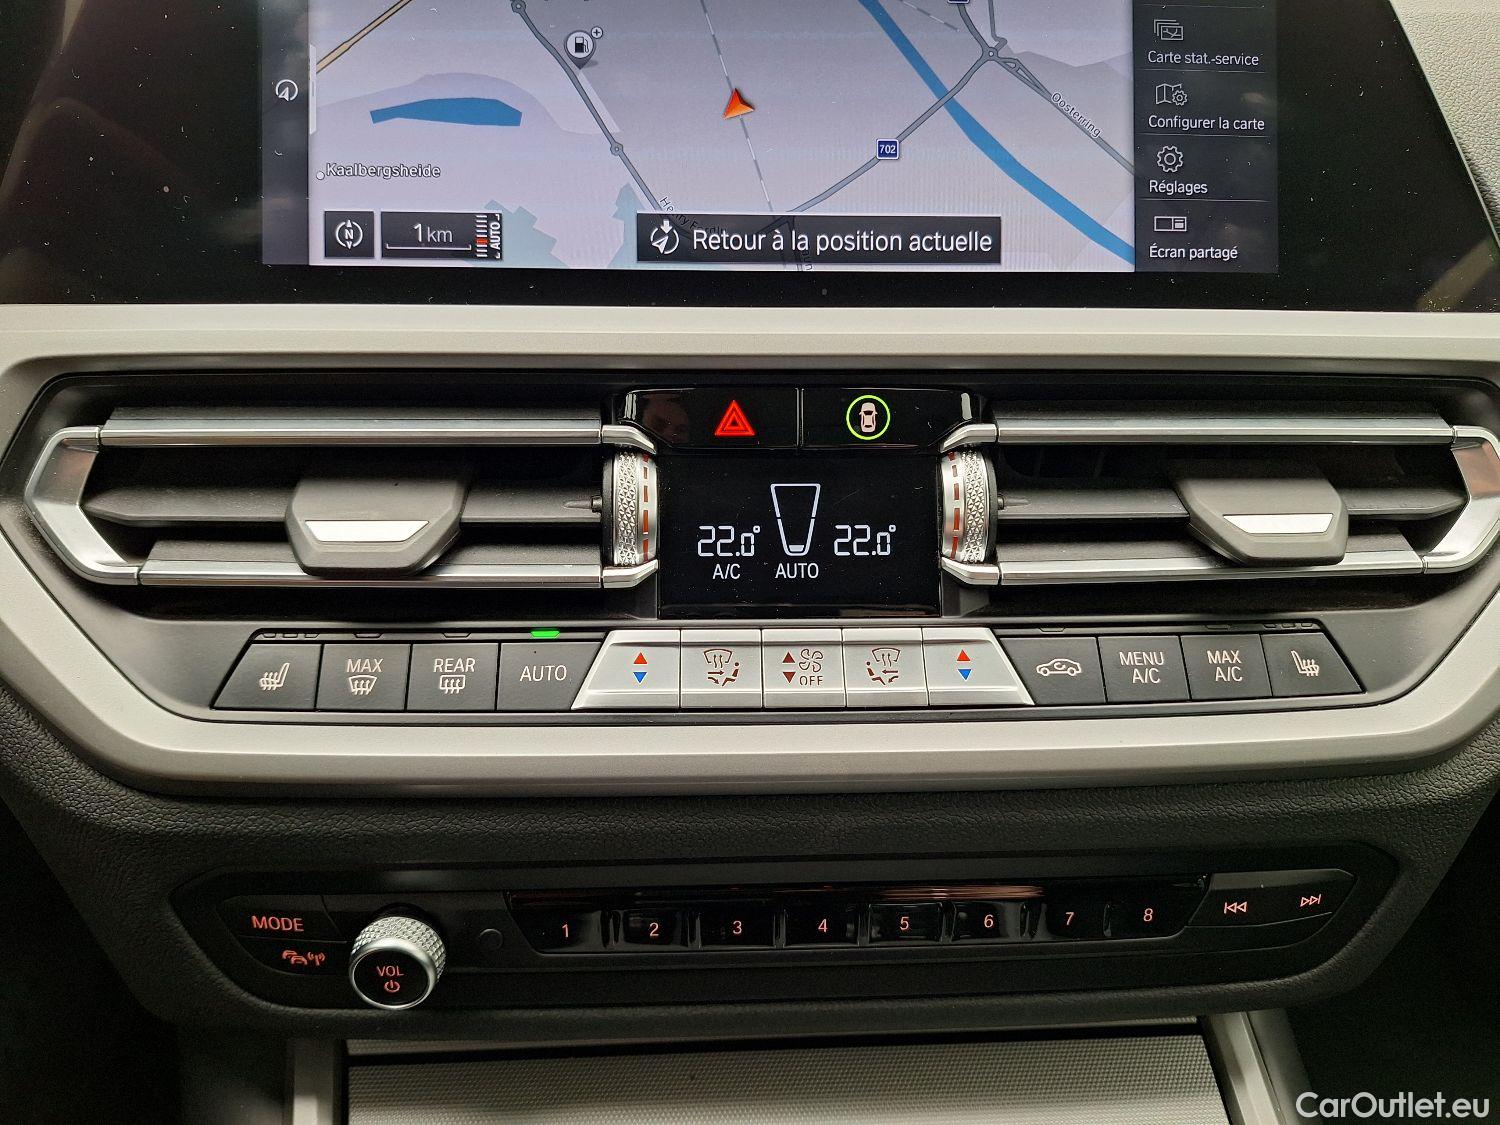 Carte stat.-service
Oosterring
Configurer la carte
702
Kaalbergsheide
Réglages
N
1 km
AUTO
Retour à la position actuelle
Écran partagé
22.0°
22.0°
A/C
AUTO
MAX
REAR
AUTO
OFF
MENU
A/C
MAX
A/C
MODE
VOL
1
2
3
4
5
6
7
8
CarOutlet.eu